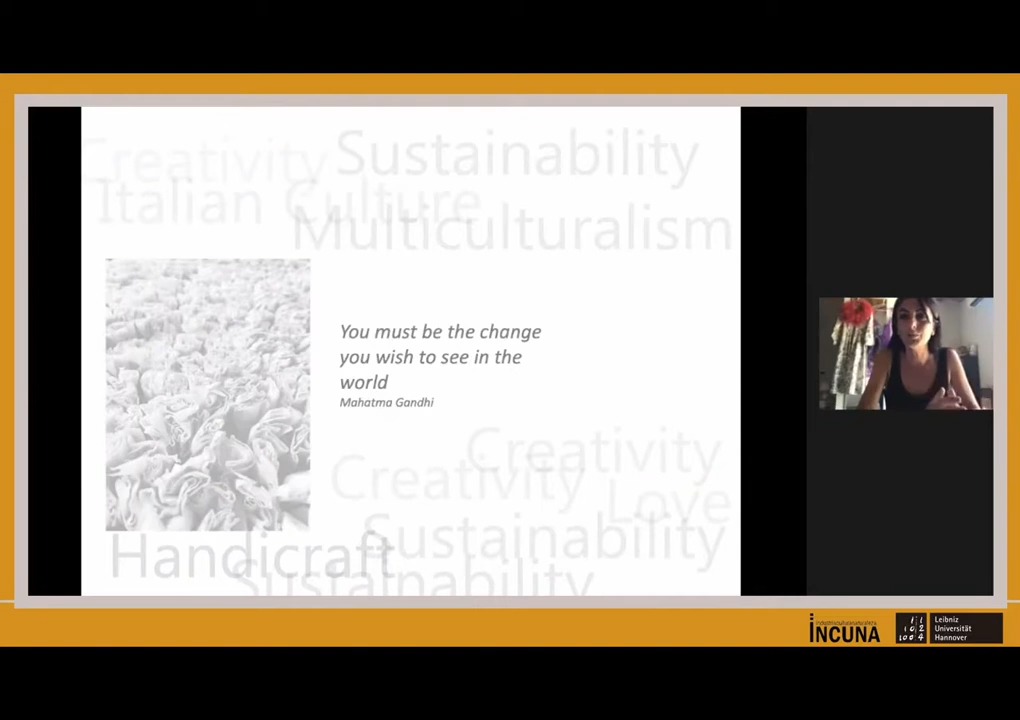 Creativity
Sustainability
Italian Culture
Multiculturalism
You must be the change
you wish to see in the
world
Mahatma Gandhi
Creativity
Creativity
Love
Sustainability
Handicraft
Sustainability
INCUNA
Leibniz
Universität
Hannover